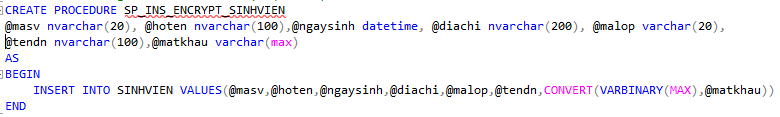 CREATE PROCEDURE SP_INS_ENCRYPT_SINHVIEN
@masv nvarchar(20), @hoten nvarchar(100),@ngaysinh datetime, @diachi nvarchar(200), @malop varchar(20),
@tendn nvarchar(100),@matkhau varchar(max)
AS
BEGIN
INSERT INTO SINHVIEN VALUES(@masv,@hoten,@ngaysinh,@diachi,@malop,@tendn,CONVERT(VARBINARY(MAX),@matkhau))
END